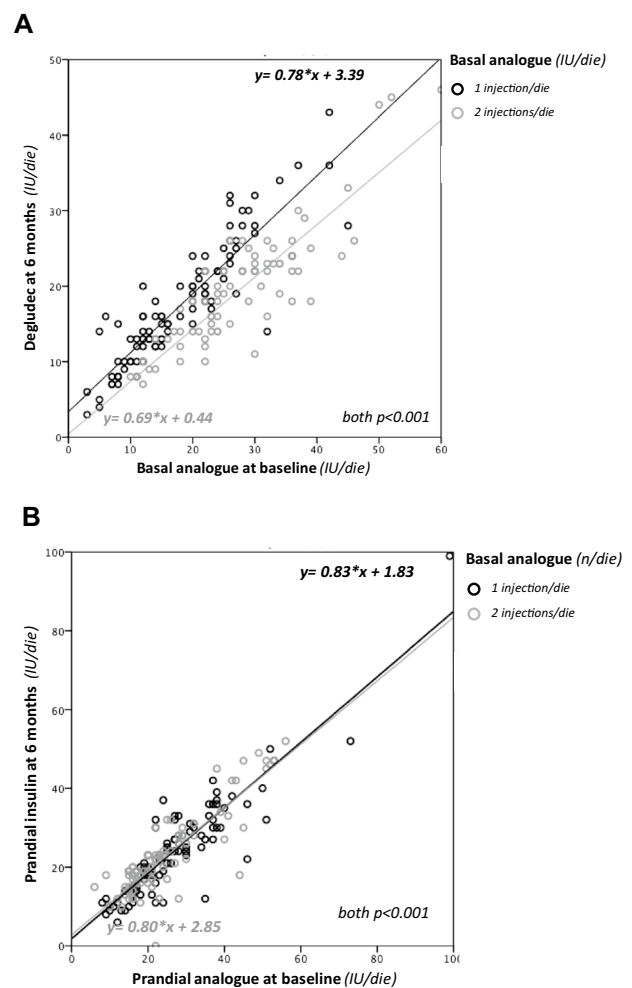 A
y= 0.78*x + 3.39
Basal analogue (IU/die)
1 injection/die
2 injections/die
50
40
30
20
10
0
Degludec at 6 months (IU/die)
y= 0.69*x + 0.44
both p<0.001
0 10 20 30 40 50 60
Basal analogue at baseline (IU/die)
B
y= 0.83*x + 1.83
Basal analogue (n/die)
1 injection/die
2 injections/die
100
80
60
40
20
0
Prandial insulin at 6 months (IU/die)
y= 0.80*x + 2.85
both p<0.001
0 20 40 60 80 10
Prandial analogue at baseline (IU/die)